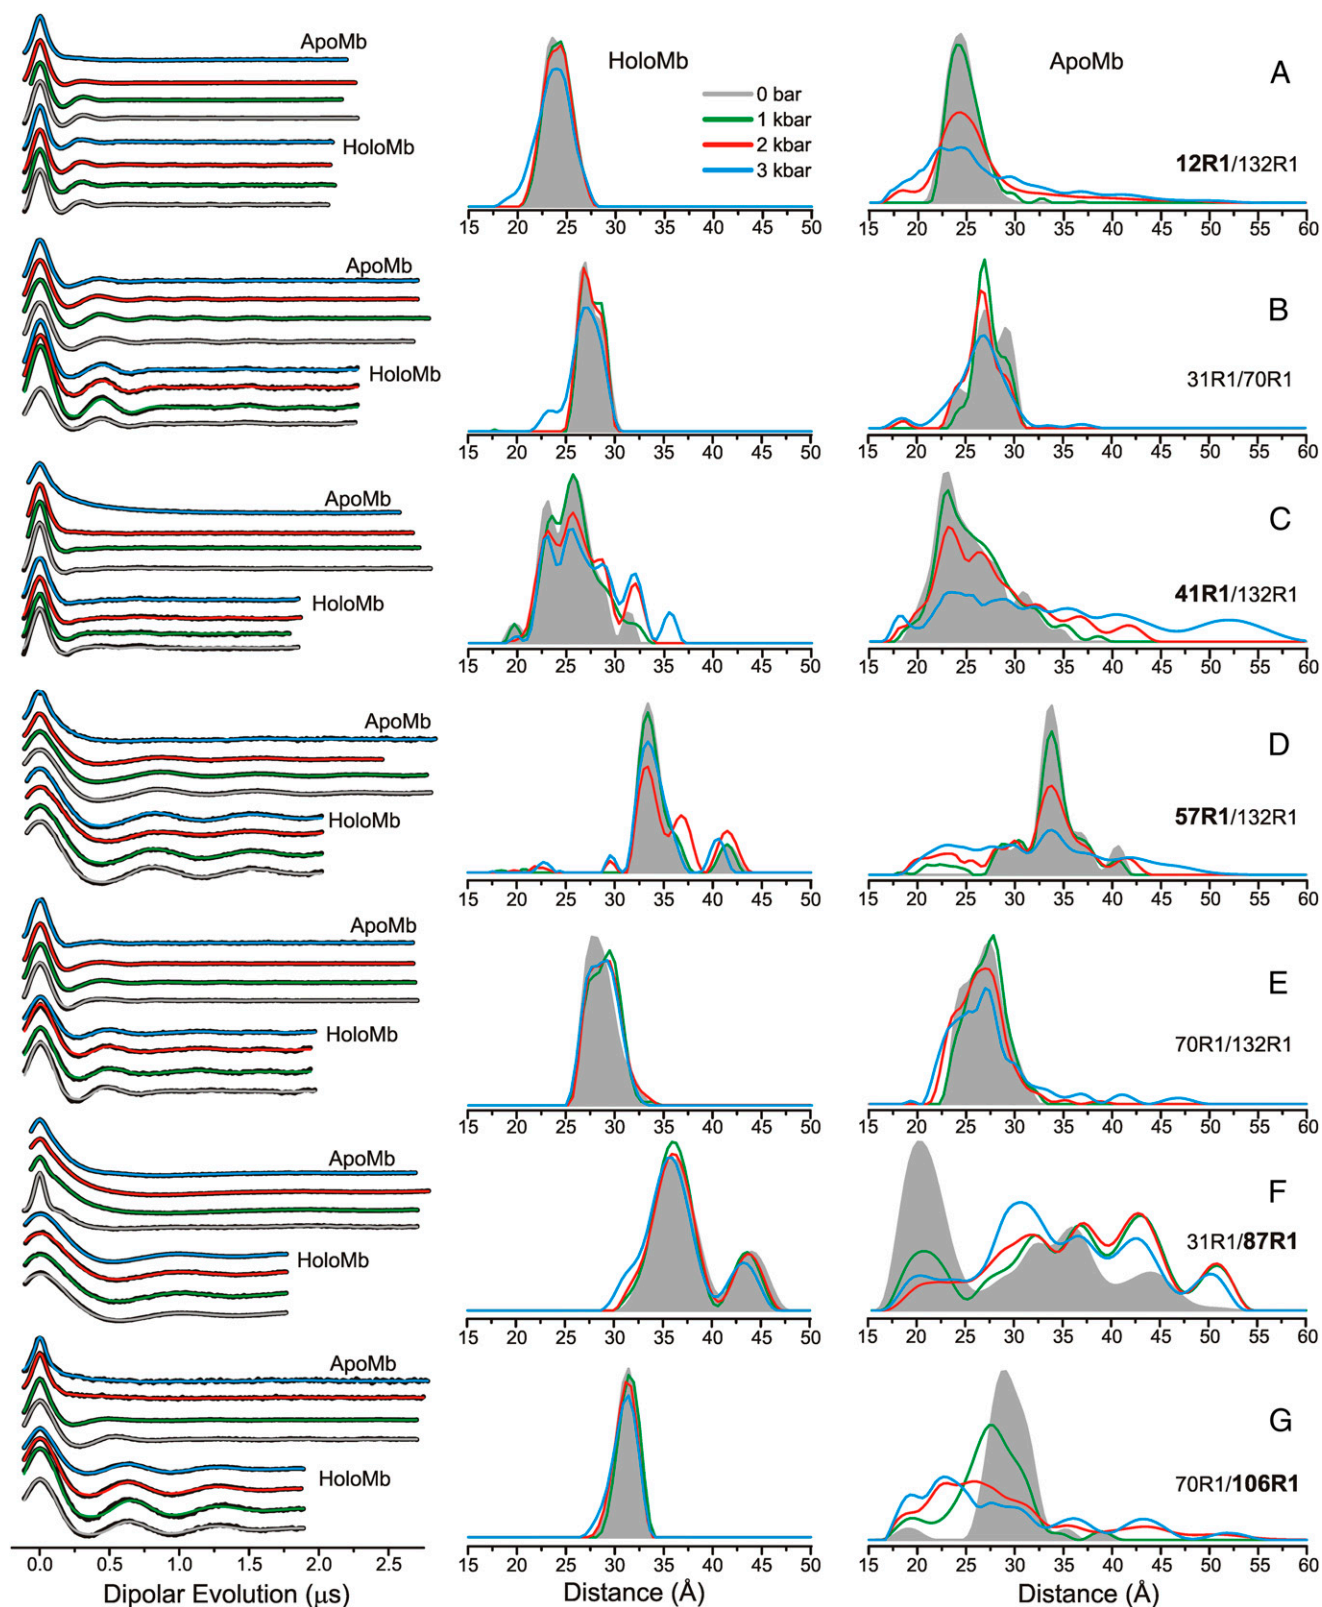 ApoMb
HoloMb
HoloMb
0 bar
1 kbar
2 kbar
3 kbar
ApoMb
A
12R1/132R1
15 20 25 30 35 40 45 50
15 20 25 30 35 40 45 50 55 60
ApoMb
HoloMb
B
31R1/70R1
15 20 25 30 35 40 45 50
15 20 25 30 35 40 45 50 55 60
ApoMb
HoloMb
C
41R1/132R1
15 20 25 30 35 40 45 50
15 20 25 30 35 40 45 50 55 60
ApoMb
HoloMb
D
57R1/132R1
15 20 25 30 35 40 45 50
15 20 25 30 35 40 45 50 55 60
ApoMb
HoloMb
E
70R1/132R1
15 20 25 30 35 40 45 50
15 20 25 30 35 40 45 50 55 60
ApoMb
HoloMb
F
31R1/87R1
15 20 25 30 35 40 45 50
15 20 25 30 35 40 45 50 55 60
ApoMb
HoloMb
G
70R1/106R1
0.0 0.5 1.0 1.5 2.0 2.5
Dipolar Evolution (μs)
15 20 25 30 35 40 45 50
Distance (Å)
15 20 25 30 35 40 45 50 55 60
Distance (Å)